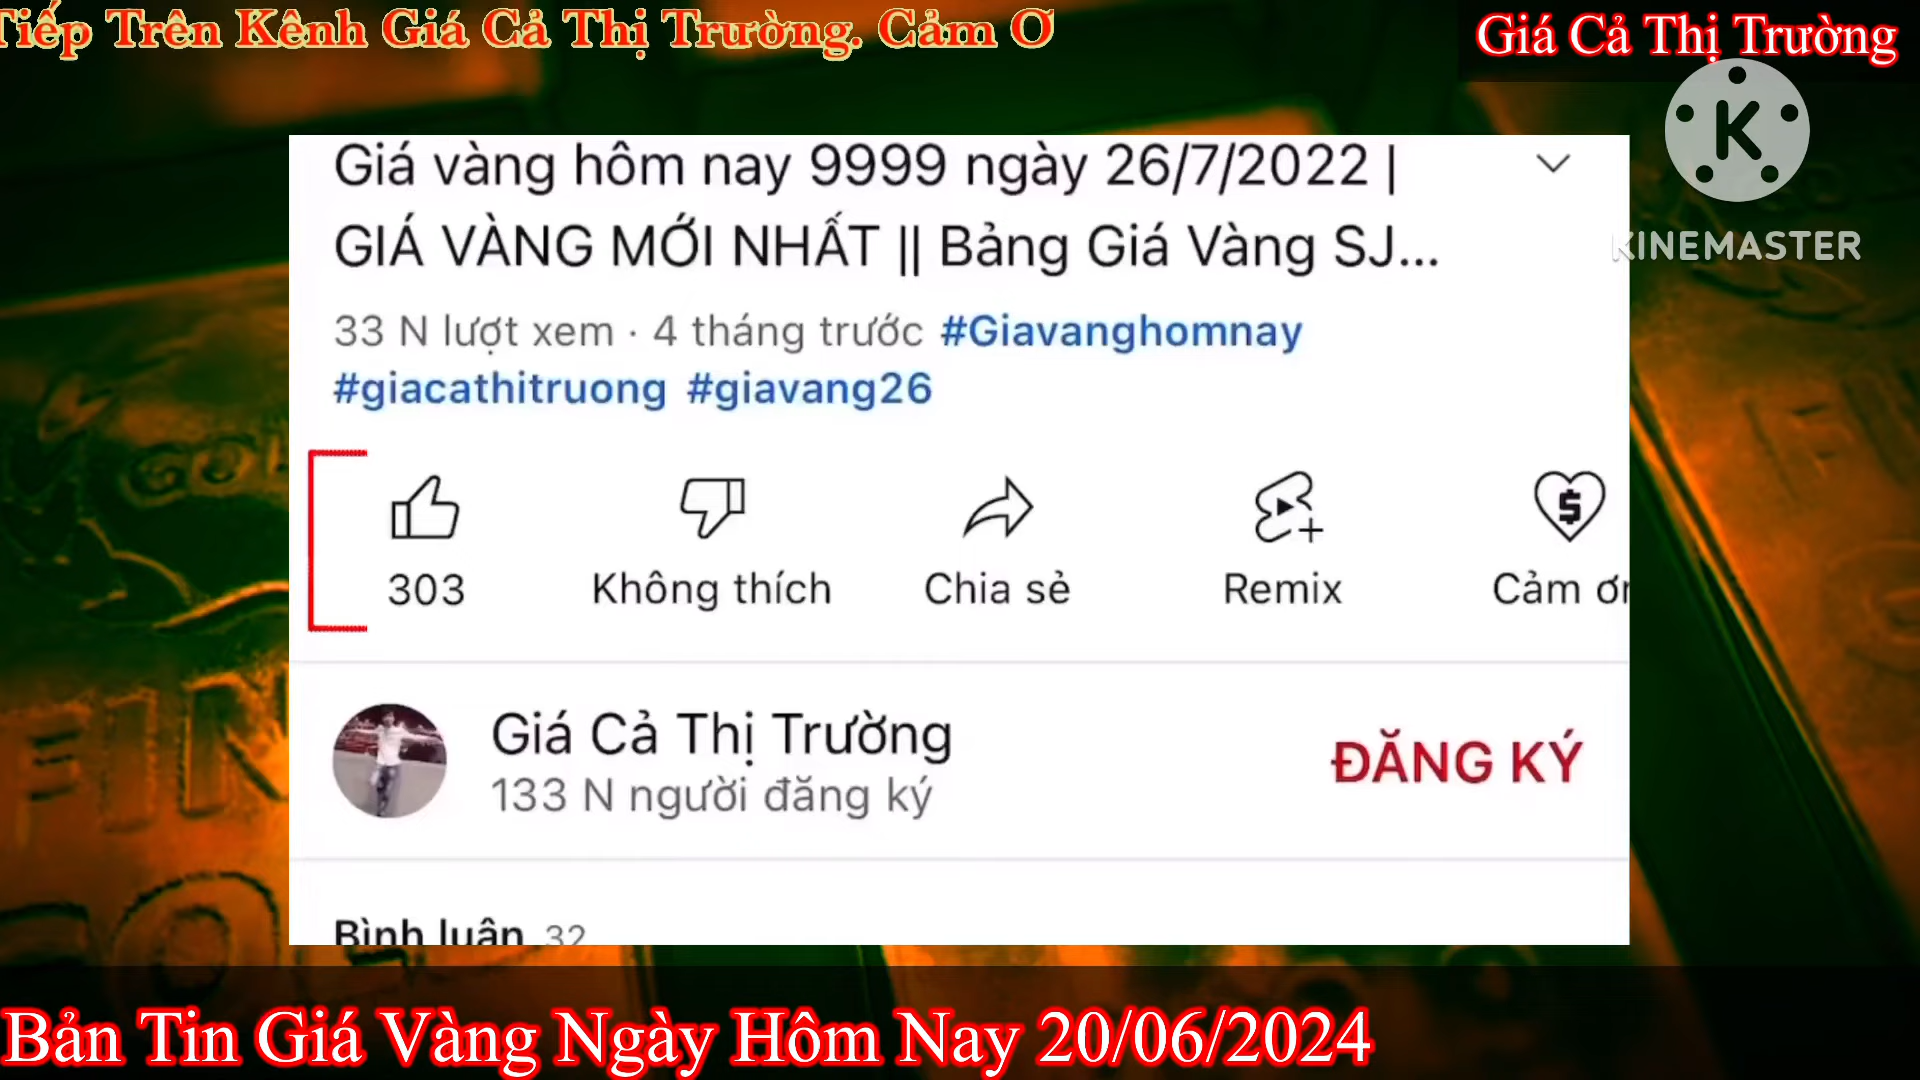 Tiếp Trên Kênh Giá Cả Thị Trường. Cảm Ơ
Giá Cả Thị Trường
K
KINEMASTER
Giá vàng hôm nay 9999 ngày 26/7/2022 |
GIÁ VÀNG MỚI NHẤT || Bảng Giá Vàng SJ...
33 N lượt xem · 4 tháng trước #Giavanghomnay
#giacathitruong #giavang26
303 Không thích Chia sẻ Remix Cảm ơn
Giá Cả Thị Trường
133 N người đăng ký
ĐĂNG KÝ
Bình luận 32
Bản Tin Giá Vàng Ngày Hôm Nay 20/06/2024